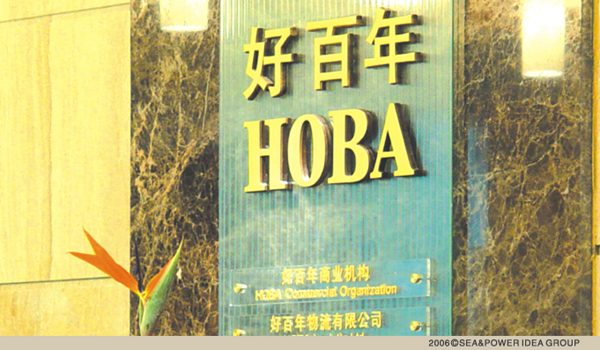 好百年
HOBA
好百年商业机构
HOBA Commercial Organization
好百年物流有限公司
2006©SEA&POWER IDEA GROUP